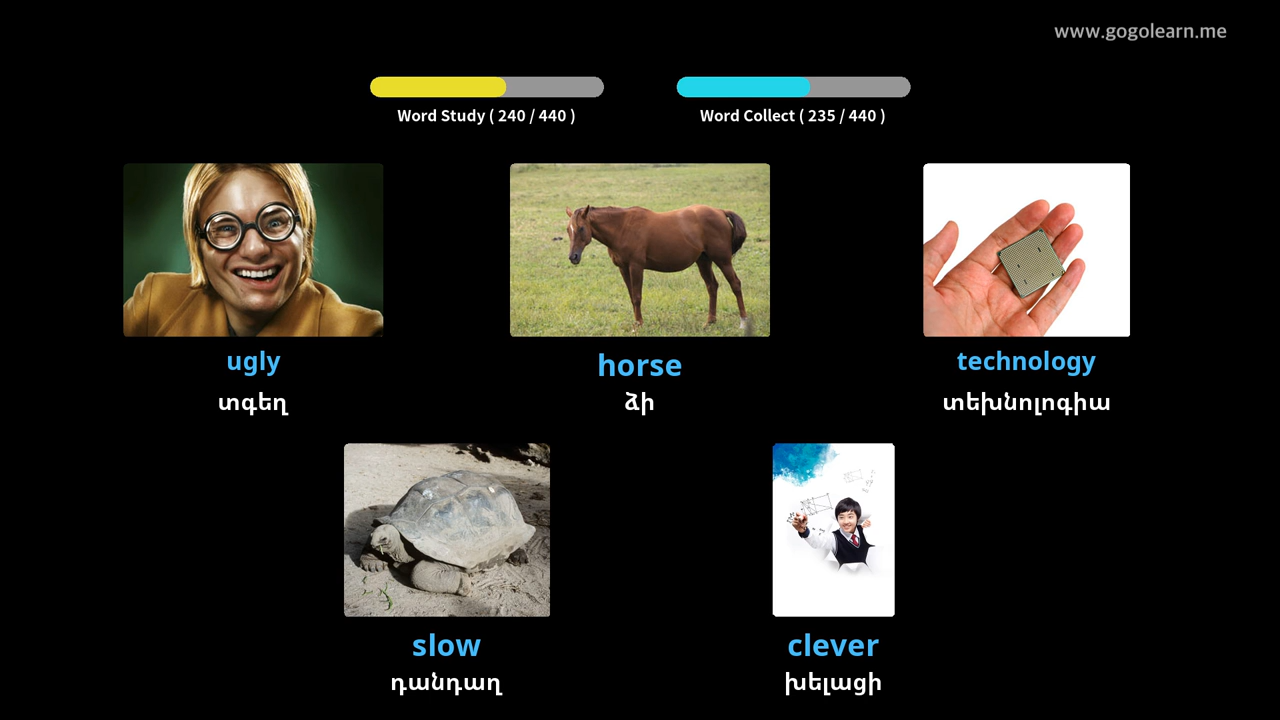 www.gogolearn.me
Word Study ( 240 / 440 )
Word Collect ( 235 / 440 )
ugly
տգեղ
horse
ձի
technology
տեխնոլոգիա
slow
դանդաղ
clever
խելացի